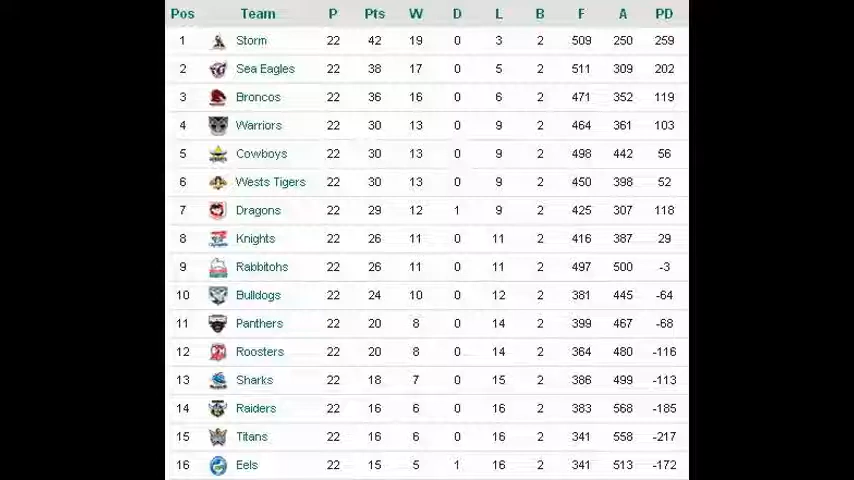 Pos Team P Pts W D L B F A PD
1 Storm 22 42 19 0 3 2 509 250 259
2 Sea Eagles 22 38 17 0 5 2 511 309 202
3 Broncos 22 36 16 0 6 2 471 352 119
4 Warriors 22 30 13 0 9 2 464 361 103
5 Cowboys 22 30 13 0 9 2 498 442 56
6 Wests Tigers 22 30 13 0 9 2 450 398 52
7 Dragons 22 29 12 1 9 2 425 307 118
8 Knights 22 26 11 0 11 2 416 387 29
9 Rabbitohs 22 26 11 0 11 2 497 500 -3
10 Bulldogs 22 24 10 0 12 2 381 445 -64
11 Panthers 22 20 8 0 14 2 399 467 -68
12 Roosters 22 20 8 0 14 2 364 480 -116
13 Sharks 22 18 7 0 15 2 386 499 -113
14 Raiders 22 16 6 0 16 2 383 568 -185
15 Titans 22 16 6 0 16 2 341 558 -217
16 Eels 22 15 5 1 16 2 341 513 -172